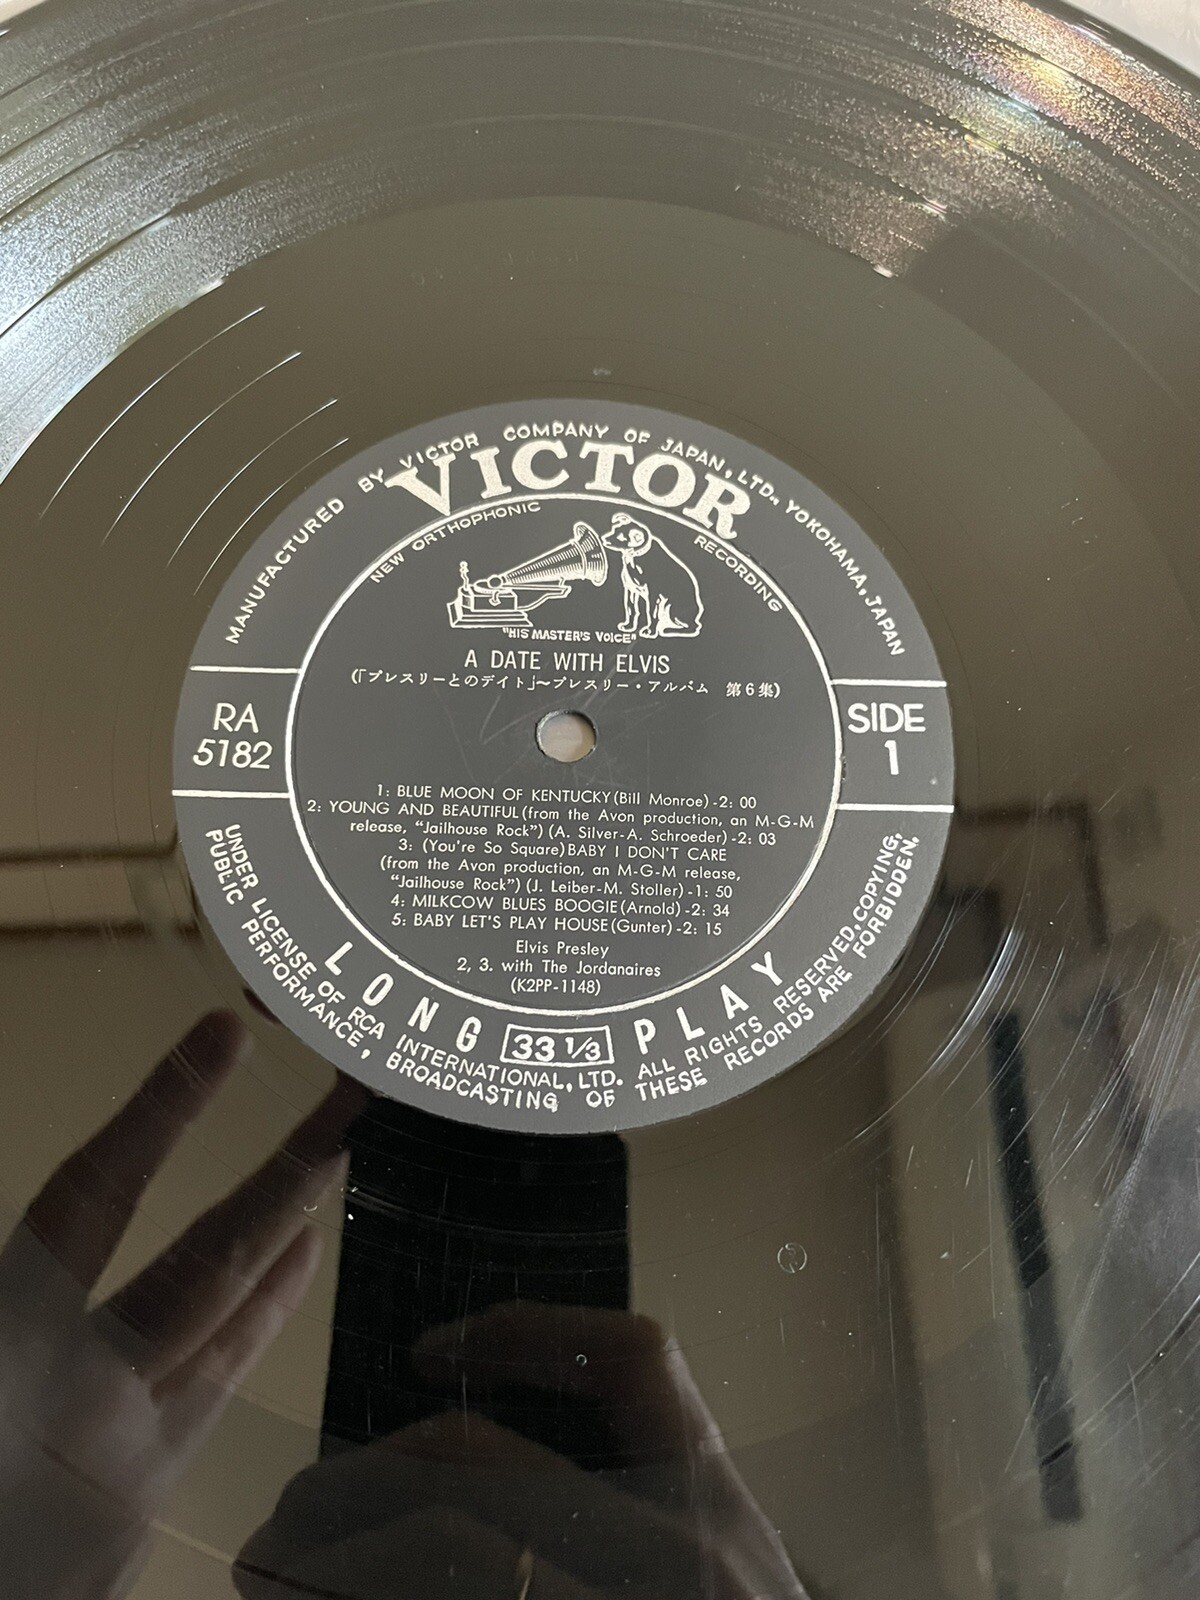 MANUFACTURED BY VICTOR COMPANY OF JAPAN, LTD. YOKOHAMA, JAPAN
VICTOR
NEW ORTHOPHONIC RECORDING
"HIS MASTER'S VOICE"
A DATE WITH ELVIS
(「プレスリーとのデイト」〜プレスリー・アルバム 第6集)
RA
5182
SIDE
1
1: BLUE MOON OF KENTUCKY (Bill Monroe) -2: 00
2: YOUNG AND BEAUTIFUL (from the Avon production, an M-G-M
release, "Jailhouse Rock") (A. Silver-A. Schroeder) -2: 03
3: (You're So Square) BABY I DON'T CARE
(from the Avon production, an M-G-M release,
"Jailhouse Rock") (J. Leiber-M. Stoller) -1: 50
4: MILKCOW BLUES BOOGIE (Arnold) -2: 34
5: BABY LET'S PLAY HOUSE (Gunter) -2: 15
Elvis Presley
2, 3. with The Jordanaires
(K2PP-1148)
LONG 33 1/3 PLAY
UNDER LICENSE OF RCA INTERNATIONAL, LTD. ALL RIGHTS RESERVED, COPYING,
PUBLIC PERFORMANCE, BROADCASTING OF THESE RECORDS ARE FORBIDDEN.